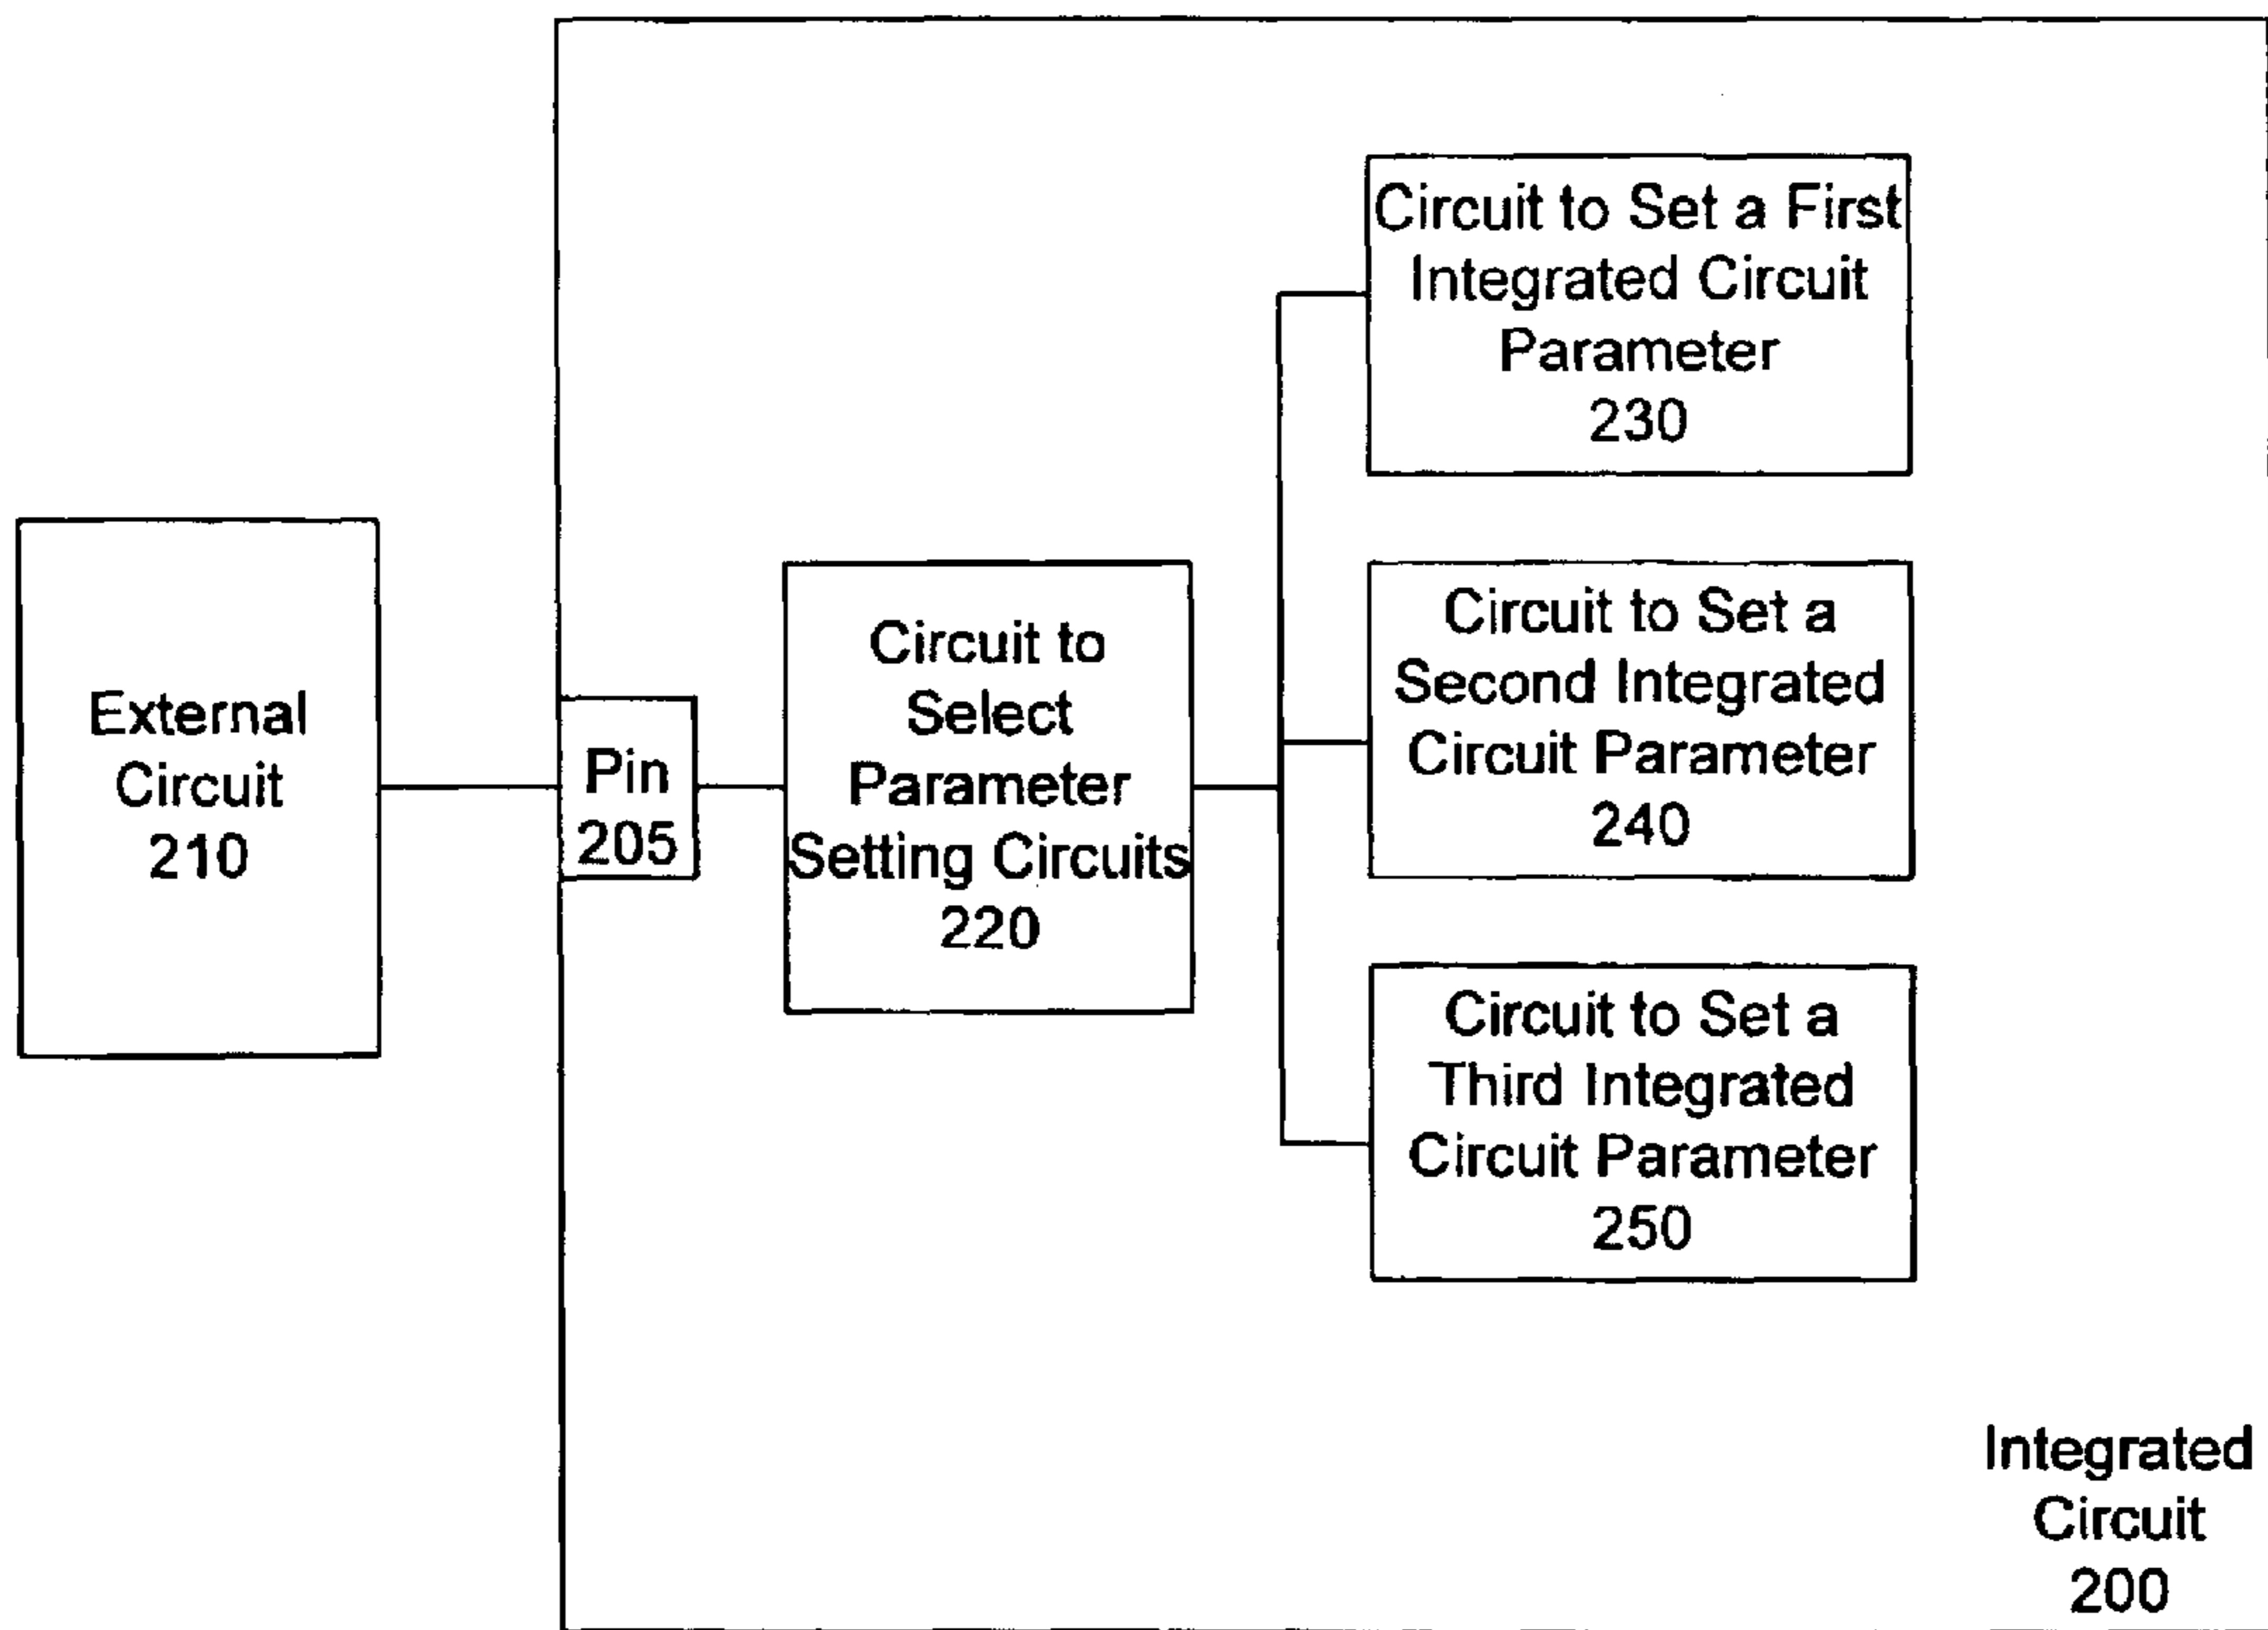 External
Circuit
210
Pin
205
Circuit to
Select
Parameter
Setting Circuits
220
Circuit to Set a First
Integrated Circuit
Parameter
230
Circuit to Set a
Second Integrated
Circuit Parameter
240
Circuit to Set a
Third Integrated
Circuit Parameter
250
Integrated
Circuit
200